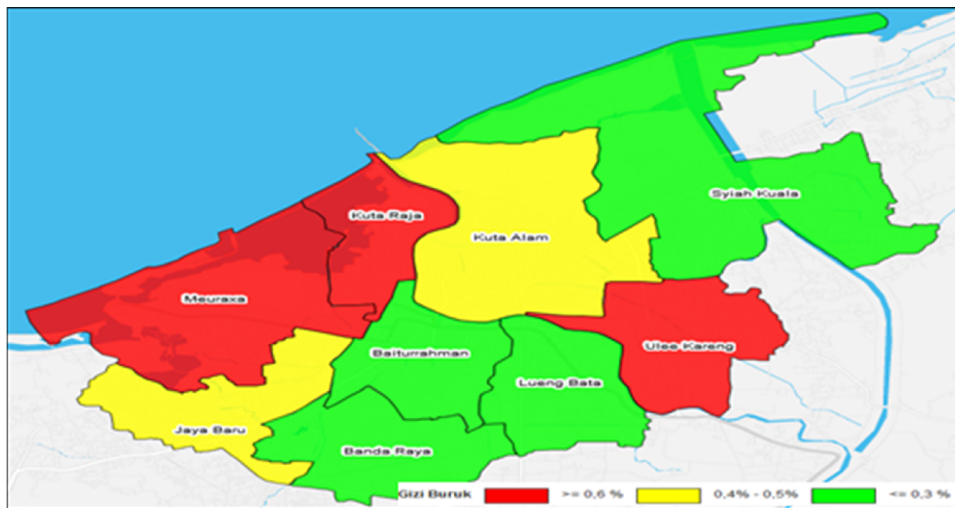 Syiah Kuala
Kuta Raja
Kuta Alam
Meuraxa
Ulee Kareng
Baiturrahman
Lueng Bata
Jaya Baru
Banda Raya
Gizi Buruk >= 0,6 % 0,4% - 0,5% <= 0,3 %